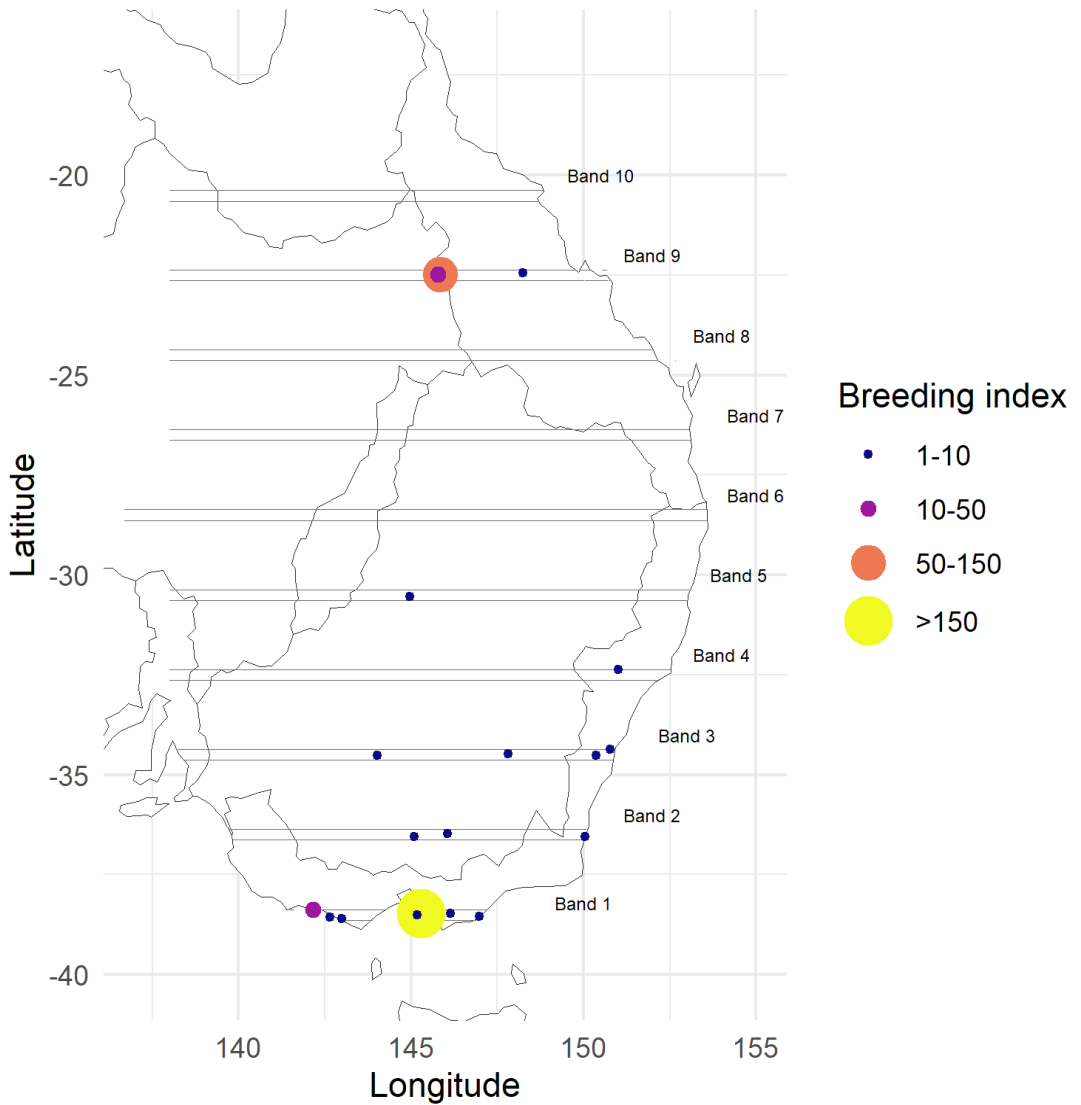 -20
-25
-30
-35
-40
Latitude
Band 10
Band 9
Band 8
Band 7
Band 6
Band 5
Band 4
Band 3
Band 2
Band 1
140
145
150
155
Longitude
Breeding index
1-10
10-50
50-150
>150